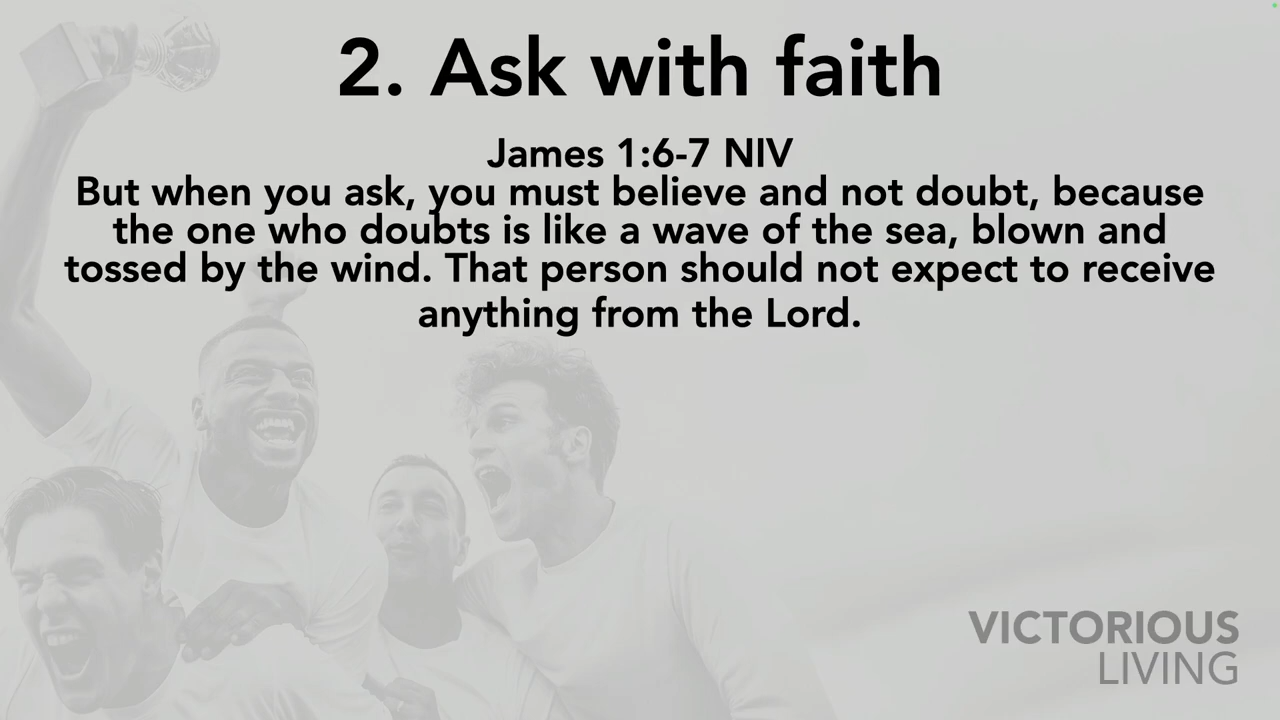 2. Ask with faith
James 1:6-7 NIV
But when you ask, you must believe and not doubt, because
the one who doubts is like a wave of the sea, blown and
tossed by the wind. That person should not expect to receive
anything from the Lord.
VICTORIOUS
LIVING